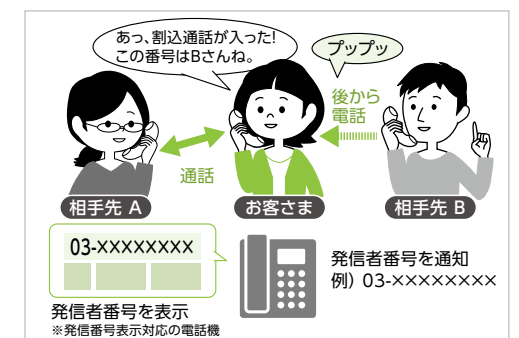 あっ、割込通話が入った!
この番号はBさんね。
プップッ
後から
電話
通話
相手先 A
お客さま
相手先 B
03-××××××××
発信者番号を表示
※発信番号表示対応の電話機
発信者番号を通知
例) 03-××××××××